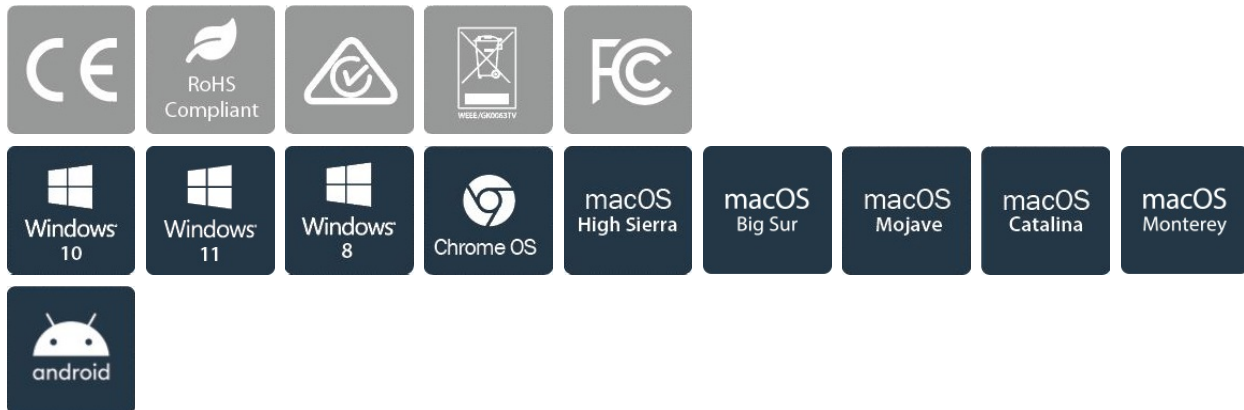 CE
RoHS
Compliant
WEEE/GK0063TV
FC
Windows
10
Windows
11
Windows
8
Chrome OS
macOS
High Sierra
macOS
Big Sur
macOS
Mojave
macOS
Catalina
macOS
Monterey
android